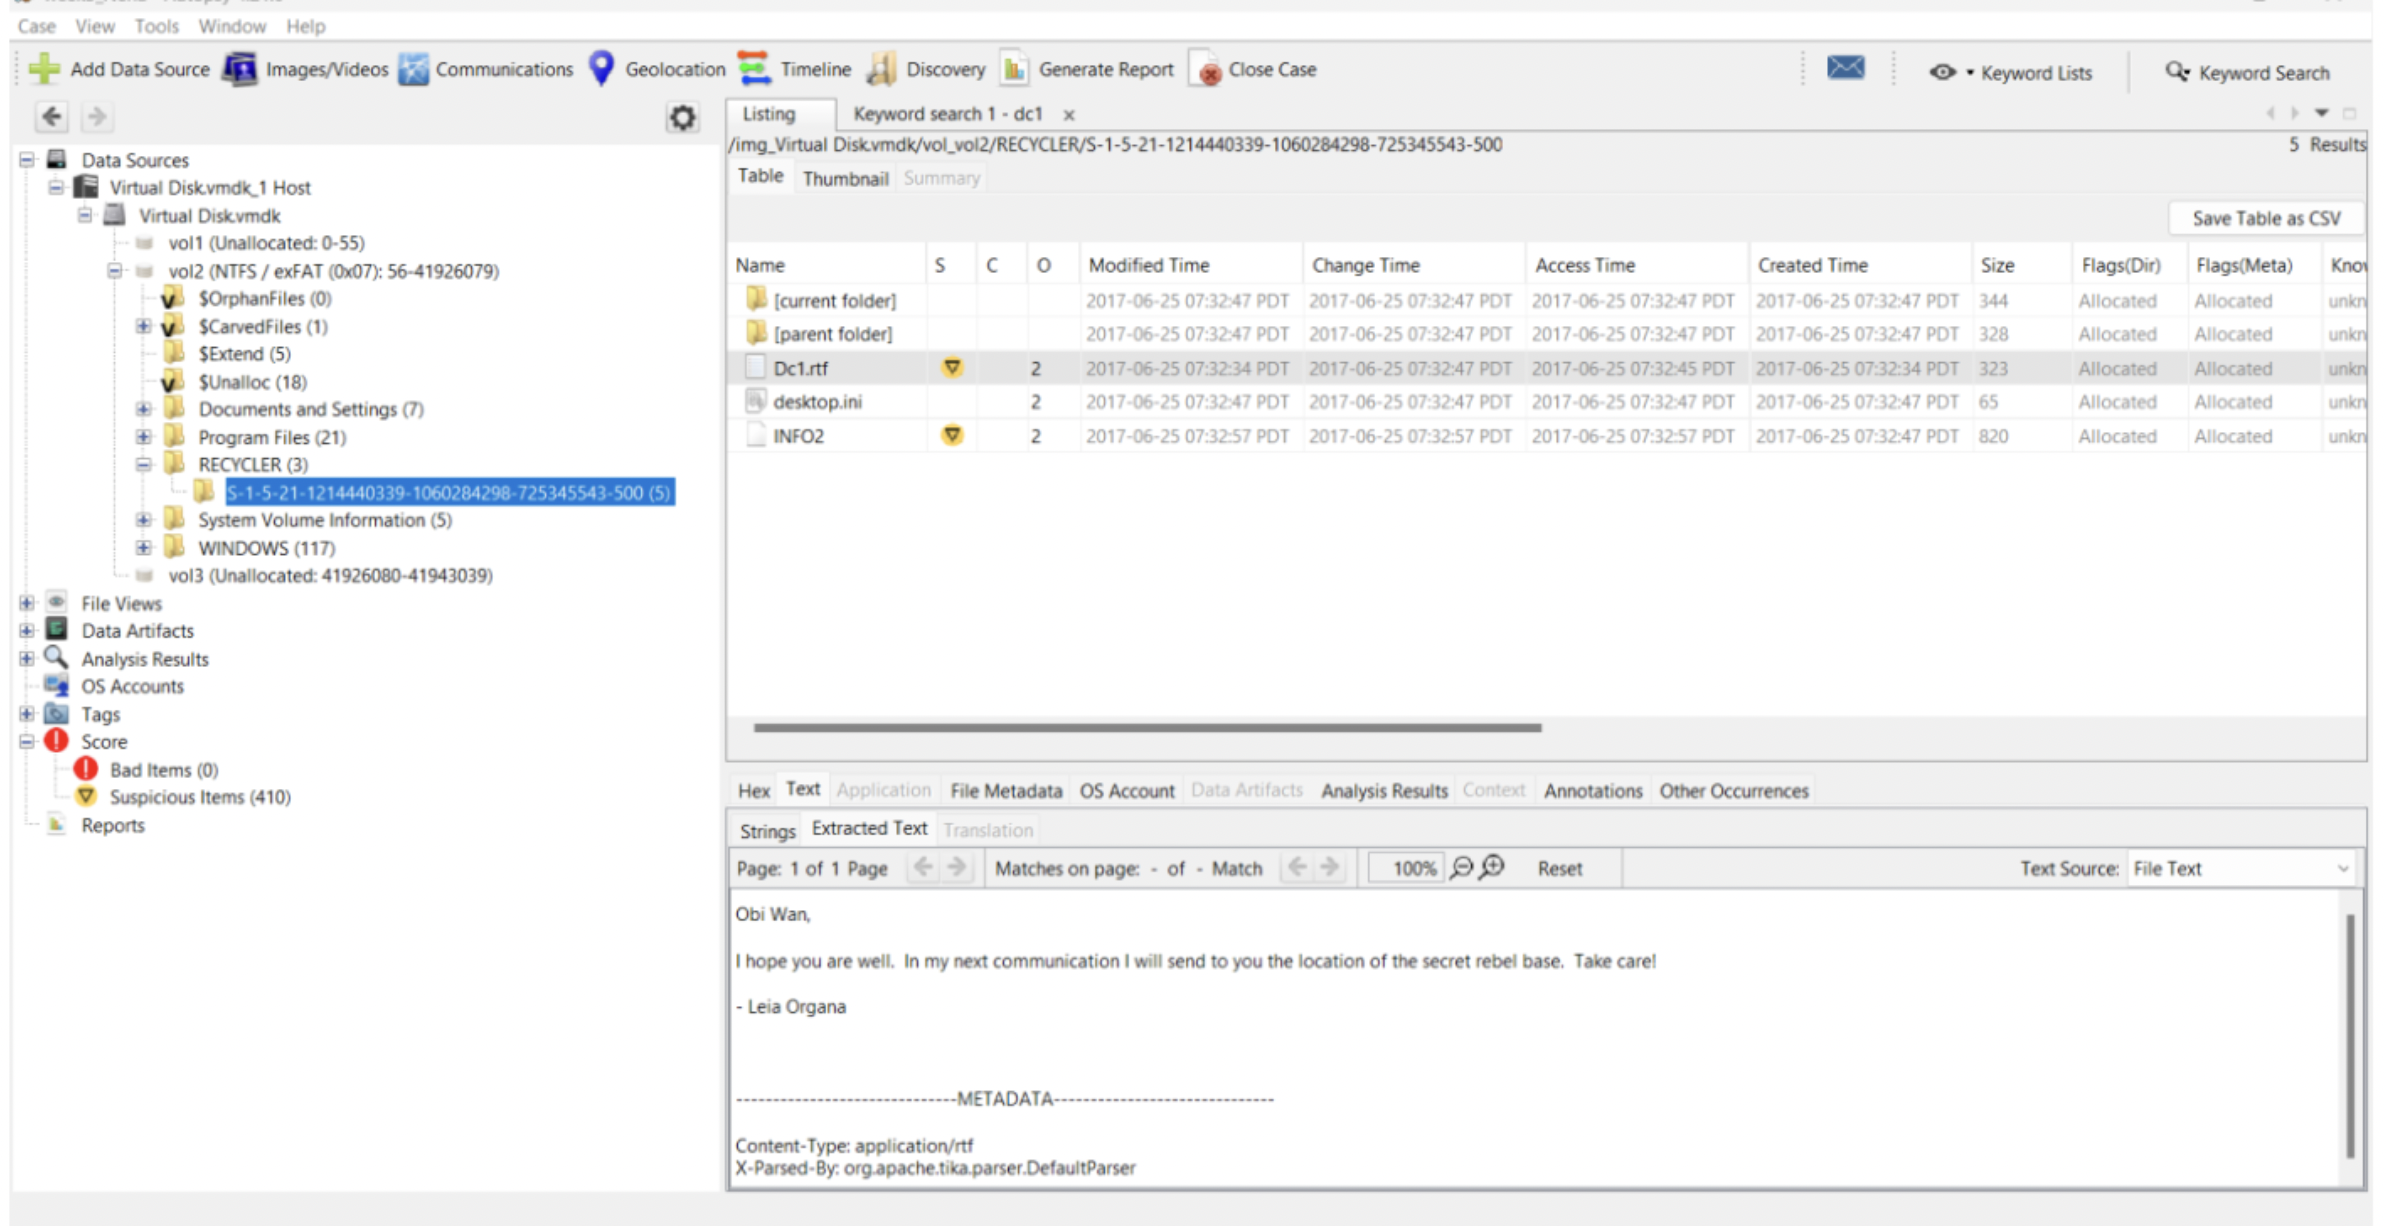 Case View Tools Window Help
Add Data Source Images/Videos Communications Geolocation Timeline Discovery Generate Report Close Case Keyword Lists Keyword Search
Listing Keyword search 1 - dc1 x
/img_Virtual Disk.vmdk/vol_vol2/RECYCLER/S-1-5-21-1214440339-1060284298-725345543-500 5 Results
Table Thumbnail Summary
Save Table as CSV
Data Sources
Virtual Disk.vmdk_1 Host
Virtual Disk.vmdk
vol1 (Unallocated: 0-55)
vol2 (NTFS / exFAT (0x07): 56-41926079)
$OrphanFiles (0)
$CarvedFiles (1)
$Extend (5)
$Unalloc (18)
Documents and Settings (7)
Program Files (21)
RECYCLER (3)
S-1-5-21-1214440339-1060284298-725345543-500 (5)
System Volume Information (5)
WINDOWS (117)
vol3 (Unallocated: 41926080-41943039)
File Views
Data Artifacts
Analysis Results
OS Accounts
Tags
Score
Bad Items (0)
Suspicious Items (410)
Reports
Name S C O Modified Time Change Time Access Time Created Time Size Flags(Dir) Flags(Meta)
[current folder] 2017-06-25 07:32:47 PDT 2017-06-25 07:32:47 PDT 2017-06-25 07:32:47 PDT 2017-06-25 07:32:47 PDT 344 Allocated Allocated unkn
[parent folder] 2017-06-25 07:32:47 PDT 2017-06-25 07:32:47 PDT 2017-06-25 07:32:47 PDT 2017-06-25 07:32:47 PDT 328 Allocated Allocated unkn
Dc1.rtf 2 2017-06-25 07:32:34 PDT 2017-06-25 07:32:47 PDT 2017-06-25 07:32:45 PDT 2017-06-25 07:32:34 PDT 323 Allocated Allocated unkn
desktop.ini 2 2017-06-25 07:32:47 PDT 2017-06-25 07:32:47 PDT 2017-06-25 07:32:47 PDT 2017-06-25 07:32:47 PDT 65 Allocated Allocated unkn
INFO2 2 2017-06-25 07:32:57 PDT 2017-06-25 07:32:57 PDT 2017-06-25 07:32:57 PDT 2017-06-25 07:32:47 PDT 820 Allocated Allocated unkn
Hex Text Application File Metadata OS Account Data Artifacts Analysis Results Context Annotations Other Occurrences
Strings Extracted Text Translation
Page: 1 of 1 Page Matches on page: - of - Match 100% Reset Text Source: File Text
Obi Wan,
I hope you are well. In my next communication I will send to you the location of the secret rebel base. Take care!
- Leia Organa
------------------------------METADATA------------------------------
Content-Type: application/rtf
X-Parsed-By: org.apache.tika.parser.DefaultParser